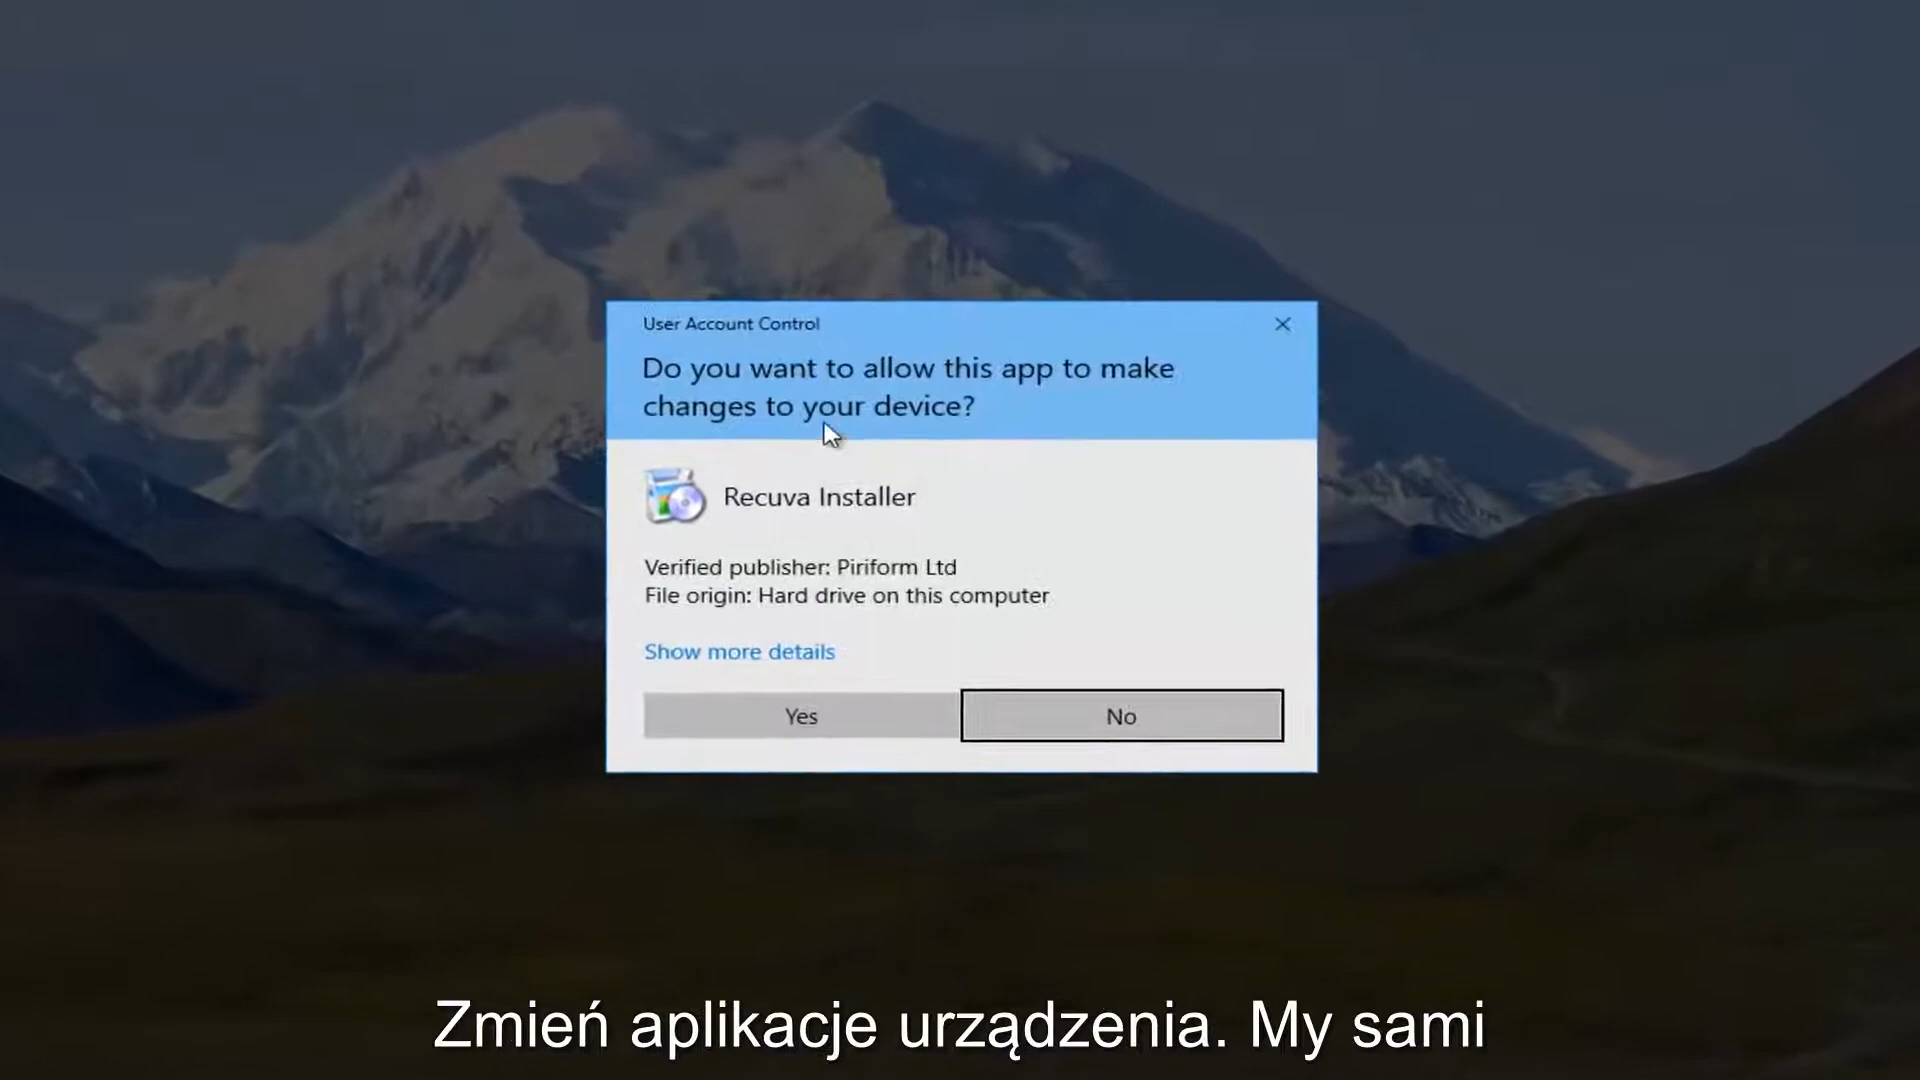 User Account Control
Do you want to allow this app to make
changes to your device?
Recuva Installer
Verified publisher: Piriform Ltd
File origin: Hard drive on this computer
Show more details
Yes
No
Zmień aplikacje urządzenia. My sami